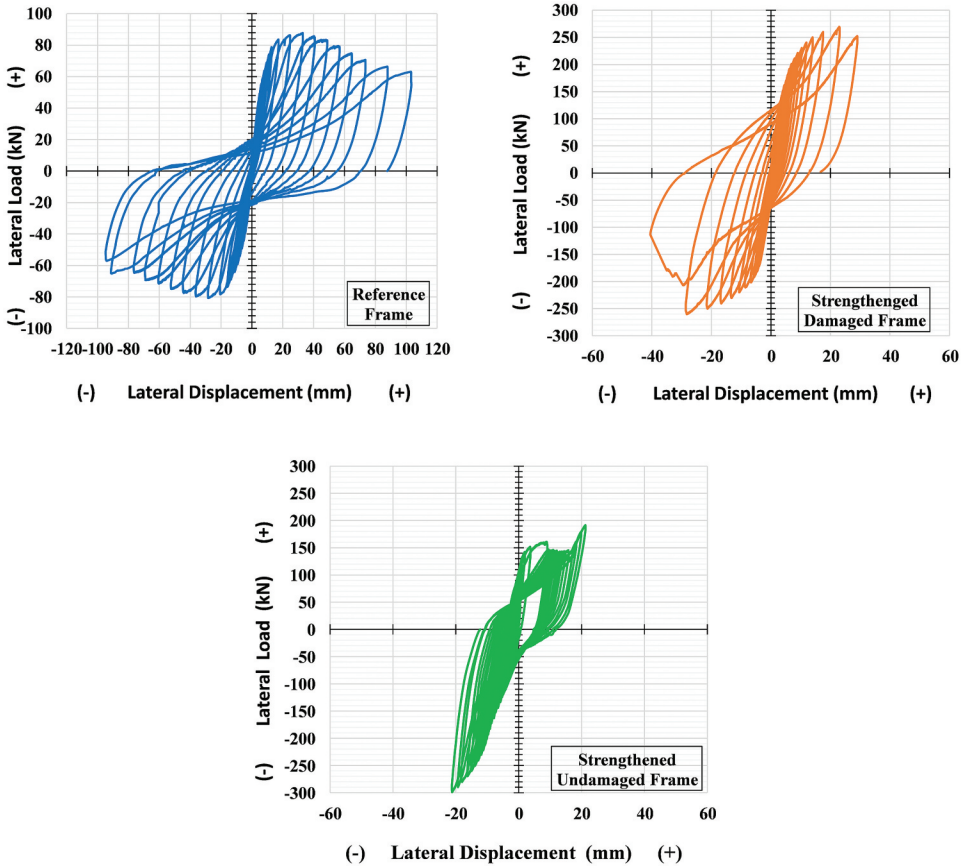 100
80
60
40
20
0
-20
-40
-60
-80
-100
Lateral Load (kN)
(+)
(-)
-120-100 -80 -60 -40 -20 0 20 40 60 80 100 120
Reference
Frame
(-) Lateral Displacement (mm) (+)
300
250
200
150
100
50
0
-50
-100
-150
-200
-250
-300
Lateral Load (kN)
(+)
(-)
-60 -40 -20 0 20 40 60
Strengthenged
Damaged Frame
(-) Lateral Displacement (mm) (+)
300
250
200
150
100
50
0
-50
-100
-150
-200
-250
-300
Lateral Load (kN)
(+)
(-)
-60 -40 -20 0 20 40 60
Strengthened
Undamaged Frame
(-) Lateral Displacement (mm) (+)